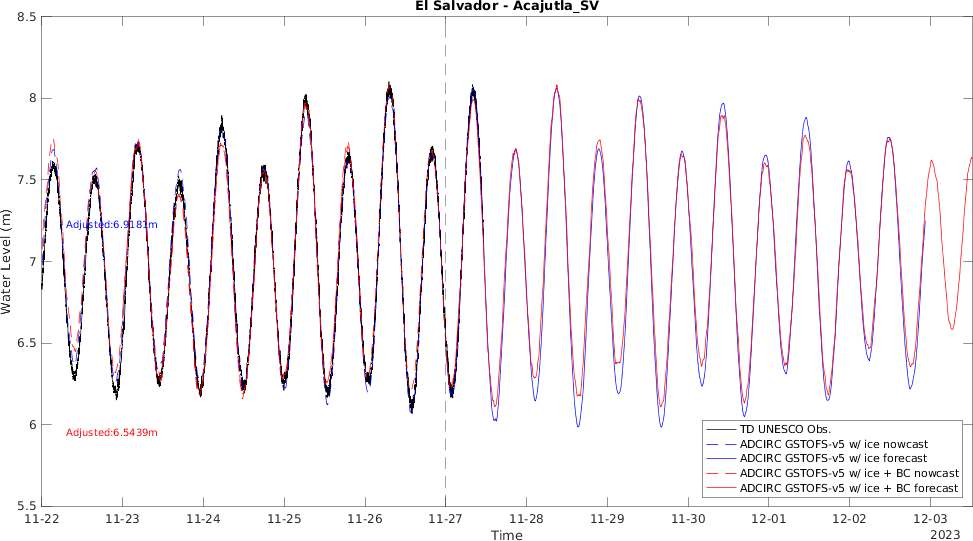 El Salvador - Acajutla_SV
Water Level (m)
8.5
8
7.5
7
6.5
6
5.5
Adjusted:6.9181m
Adjusted:6.5439m
TD UNESCO Obs.
ADCIRC GSTOFS-v5 w/ ice nowcast
ADCIRC GSTOFS-v5 w/ ice forecast
ADCIRC GSTOFS-v5 w/ ice + BC nowcast
ADCIRC GSTOFS-v5 w/ ice + BC forecast
11-22 11-23 11-24 11-25 11-26 11-27 11-28 11-29 11-30 12-01 12-02 12-03
Time
2023